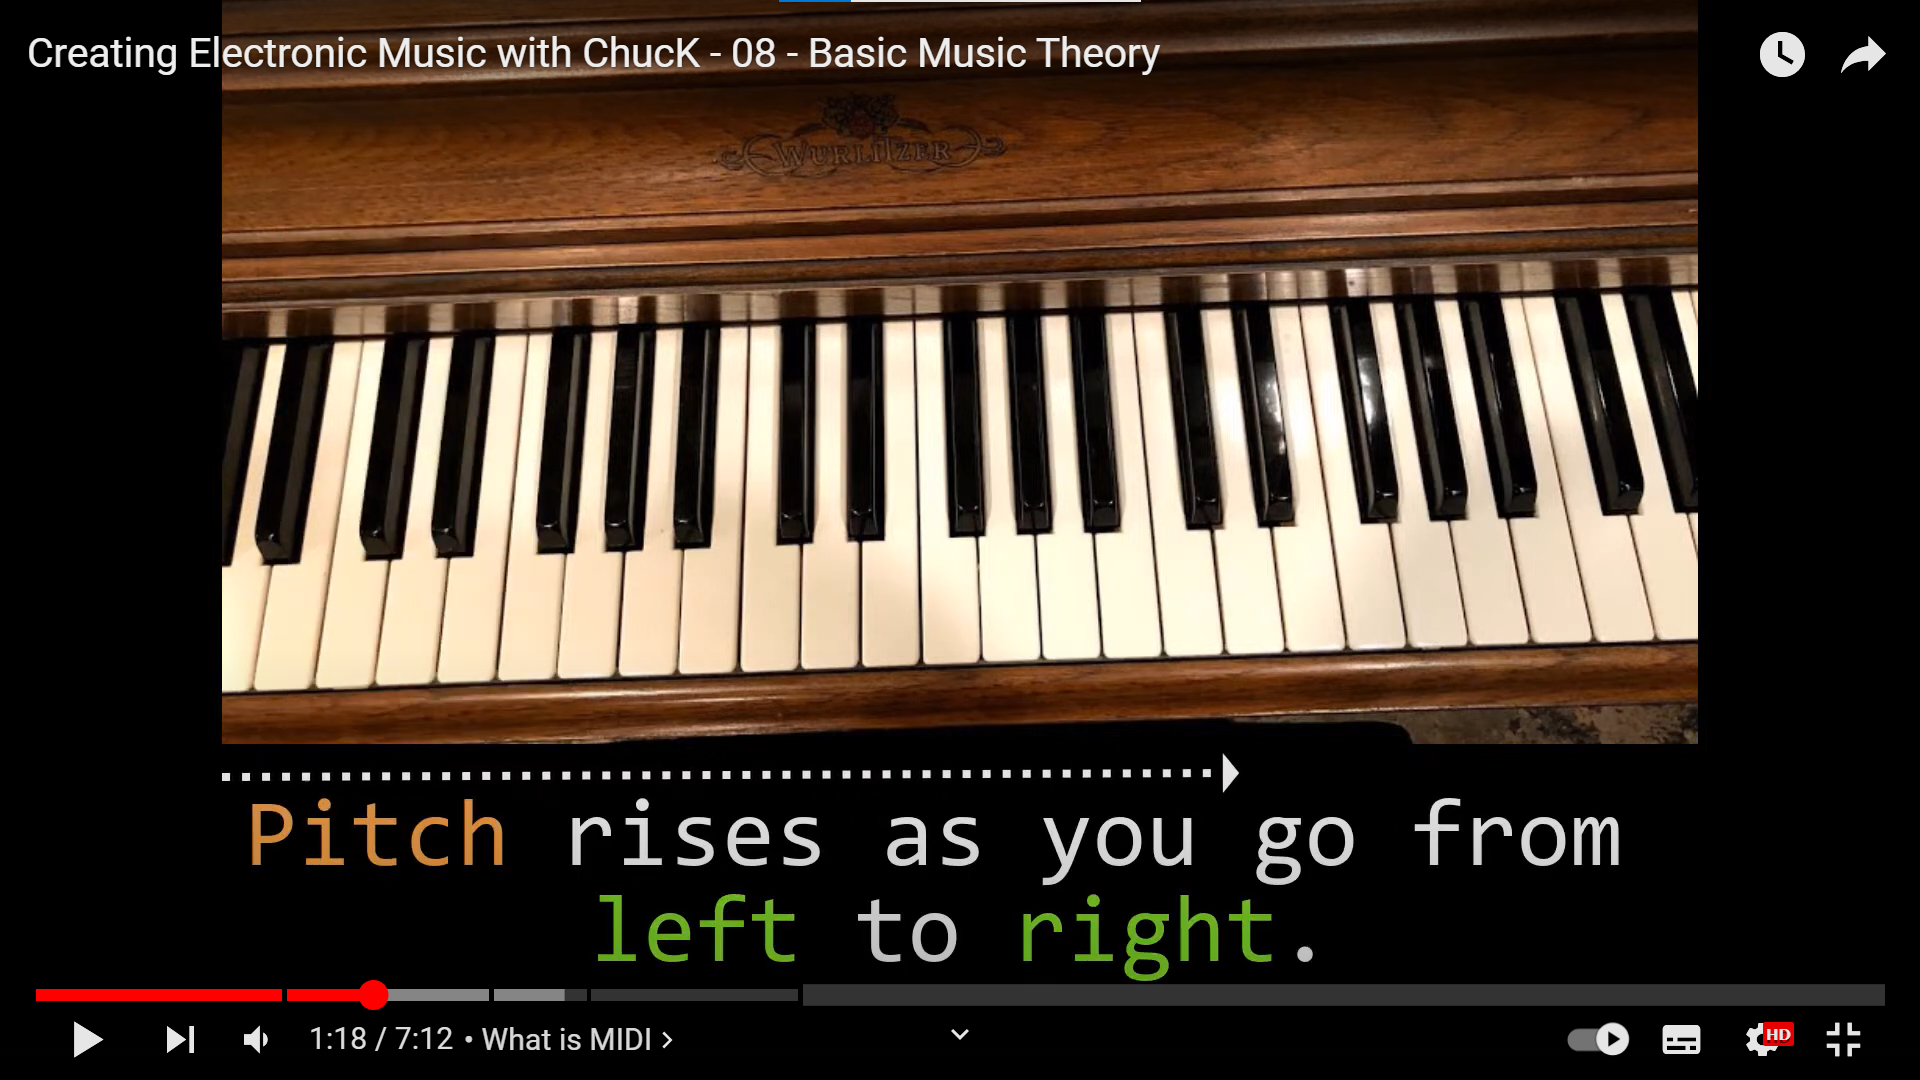 Creating Electronic Music with ChucK - 08 - Basic Music Theory
WURLITZER
Pitch rises as you go from
left to right.
1:18 / 7:12 • What is MIDI ›
HD